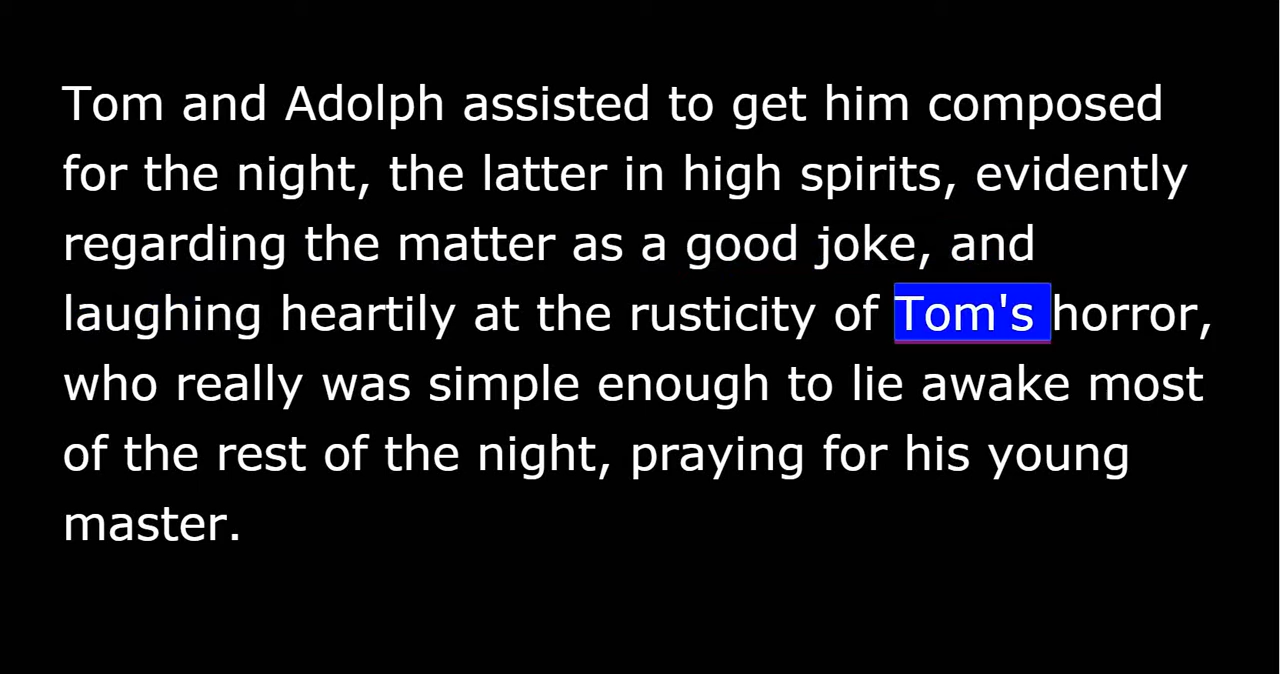 Tom and Adolph assisted to get him composed
for the night, the latter in high spirits, evidently
regarding the matter as a good joke, and
laughing heartily at the rusticity of Tom's horror,
who really was simple enough to lie awake most
of the rest of the night, praying for his young
master.